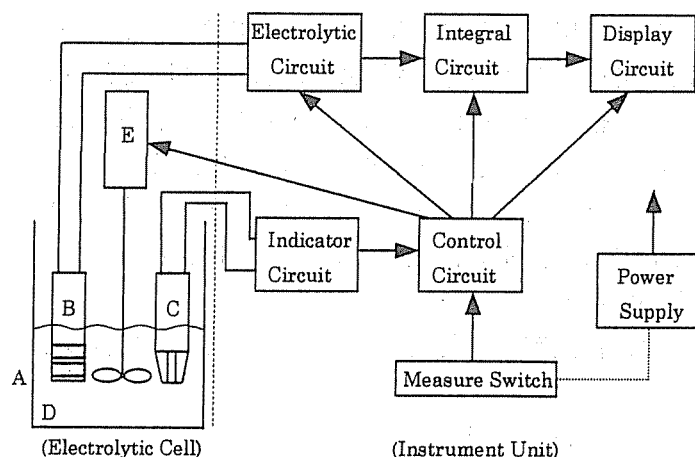 Electrolytic
Circuit
Integral
Circuit
Display
Circuit
E
Indicator
Circuit
Control
Circuit
Power
Supply
B
C
A
D
Measure Switch
(Electrolytic Cell)
(Instrument Unit)